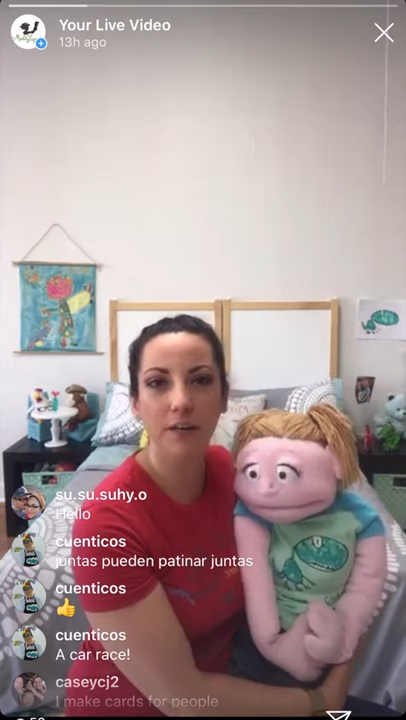 Your Live Video
13h ago
su.su.suhy.o
Hello
cuenticos
juntas pueden patinar juntas
cuenticos
👍
cuenticos
A car race!
caseycj2
I make cards for people